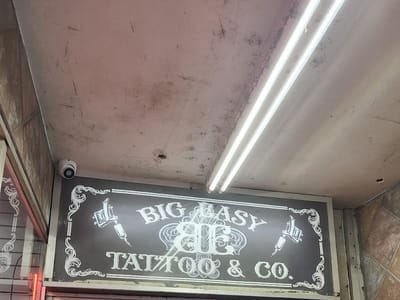 BIG EASY
BE
TATTOO & CO.